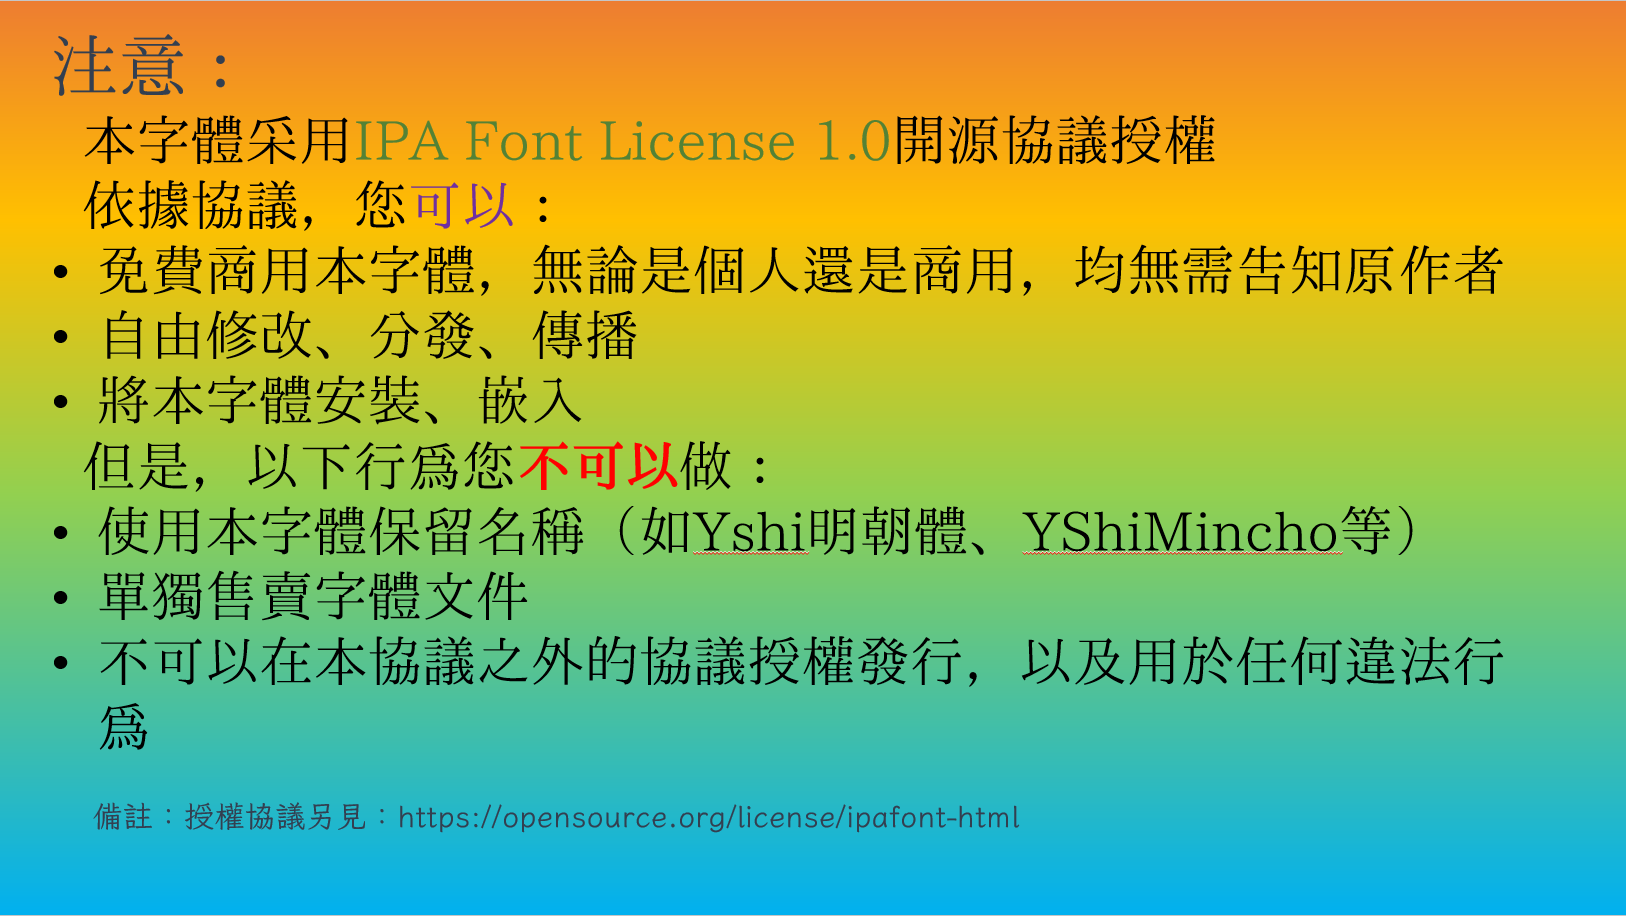 注意：
本字體采用IPA Font License 1.0開源協議授權
依據協議，您可以：
• 免費商用本字體，無論是個人還是商用，均無需告知原作者
• 自由修改、分發、傳播
• 將本字體安裝、嵌入
但是，以下行爲您不可以做：
• 使用本字體保留名稱（如Yshi明朝體、YShiMincho等）
• 單獨售賣字體文件
• 不可以在本協議之外的協議授權發行，以及用於任何違法行
爲
備註：授權協議另見：https://opensource.org/license/ipafont-html